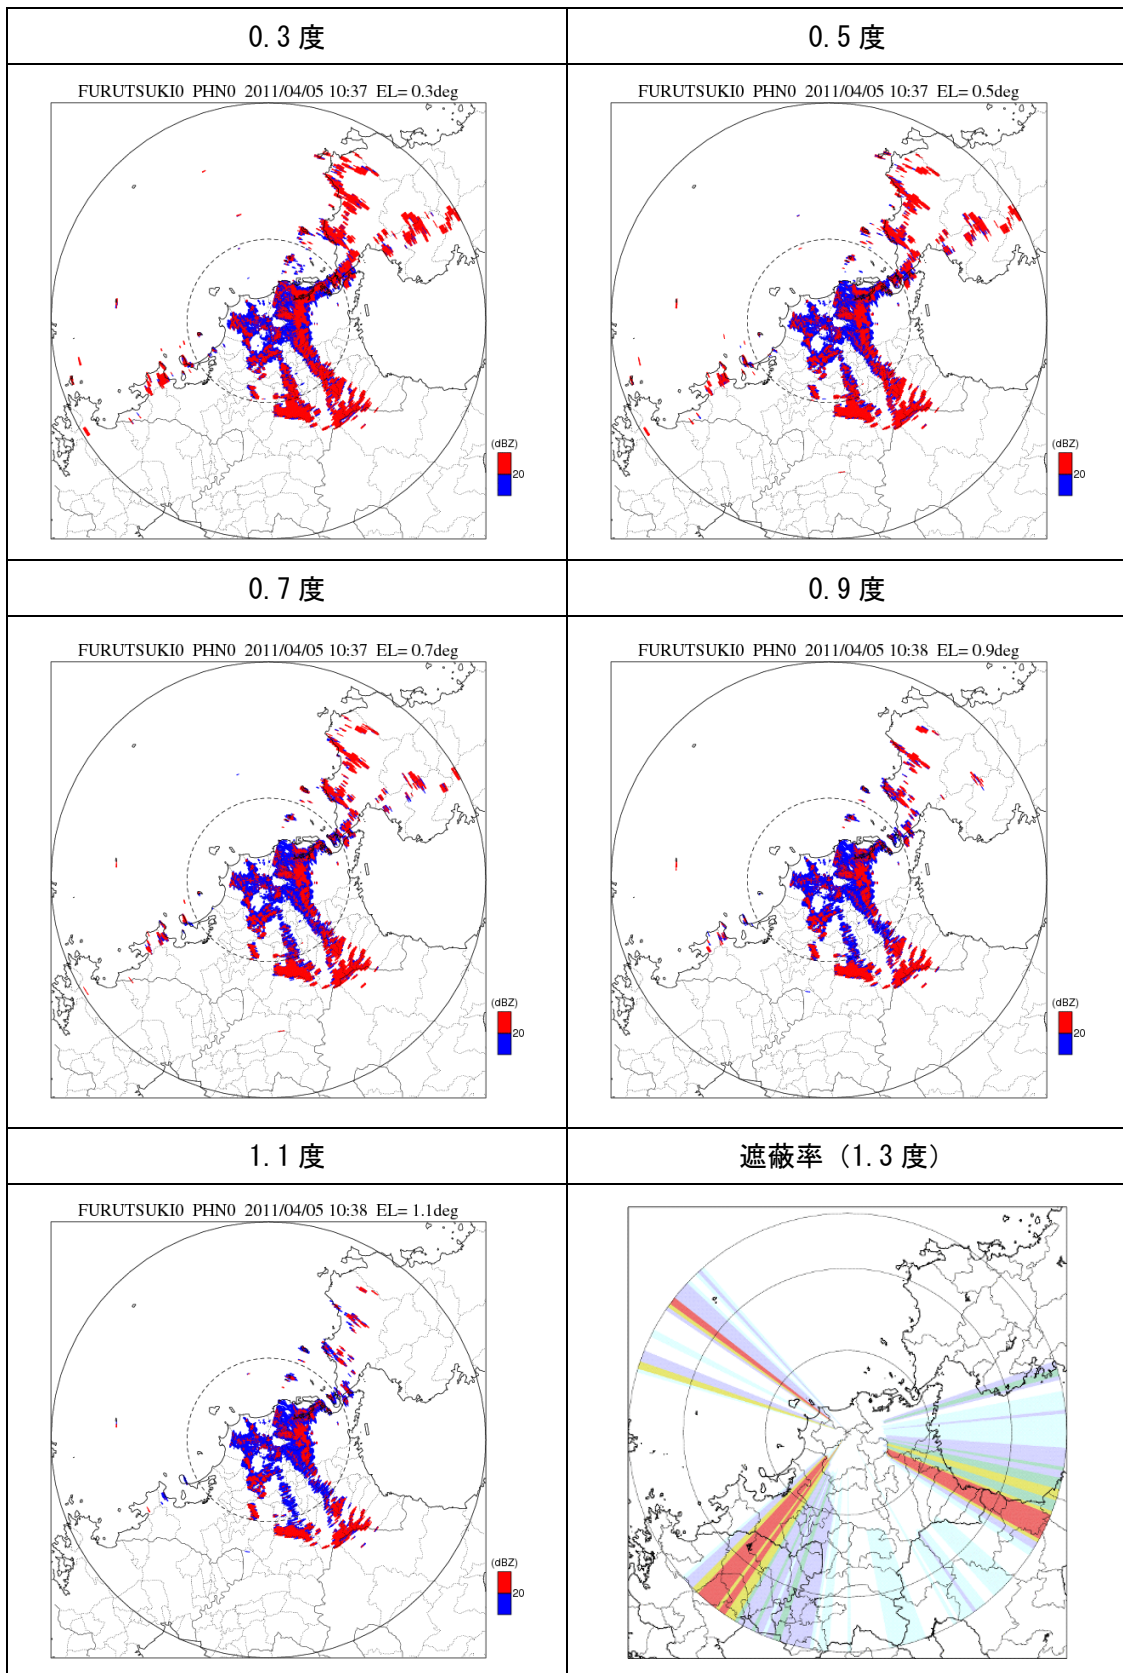 0.3度
0.5度
FURUTSUKI0 PHN0 2011/04/05 10:37 EL= 0.3deg
FURUTSUKI0 PHN0 2011/04/05 10:37 EL= 0.5deg
(dBZ)
20
(dBZ)
20
0.7度
0.9度
FURUTSUKI0 PHN0 2011/04/05 10:37 EL= 0.7deg
FURUTSUKI0 PHN0 2011/04/05 10:38 EL= 0.9deg
(dBZ)
20
(dBZ)
20
1.1度
遮蔽率（1.3度）
FURUTSUKI0 PHN0 2011/04/05 10:38 EL= 1.1deg
(dBZ)
20